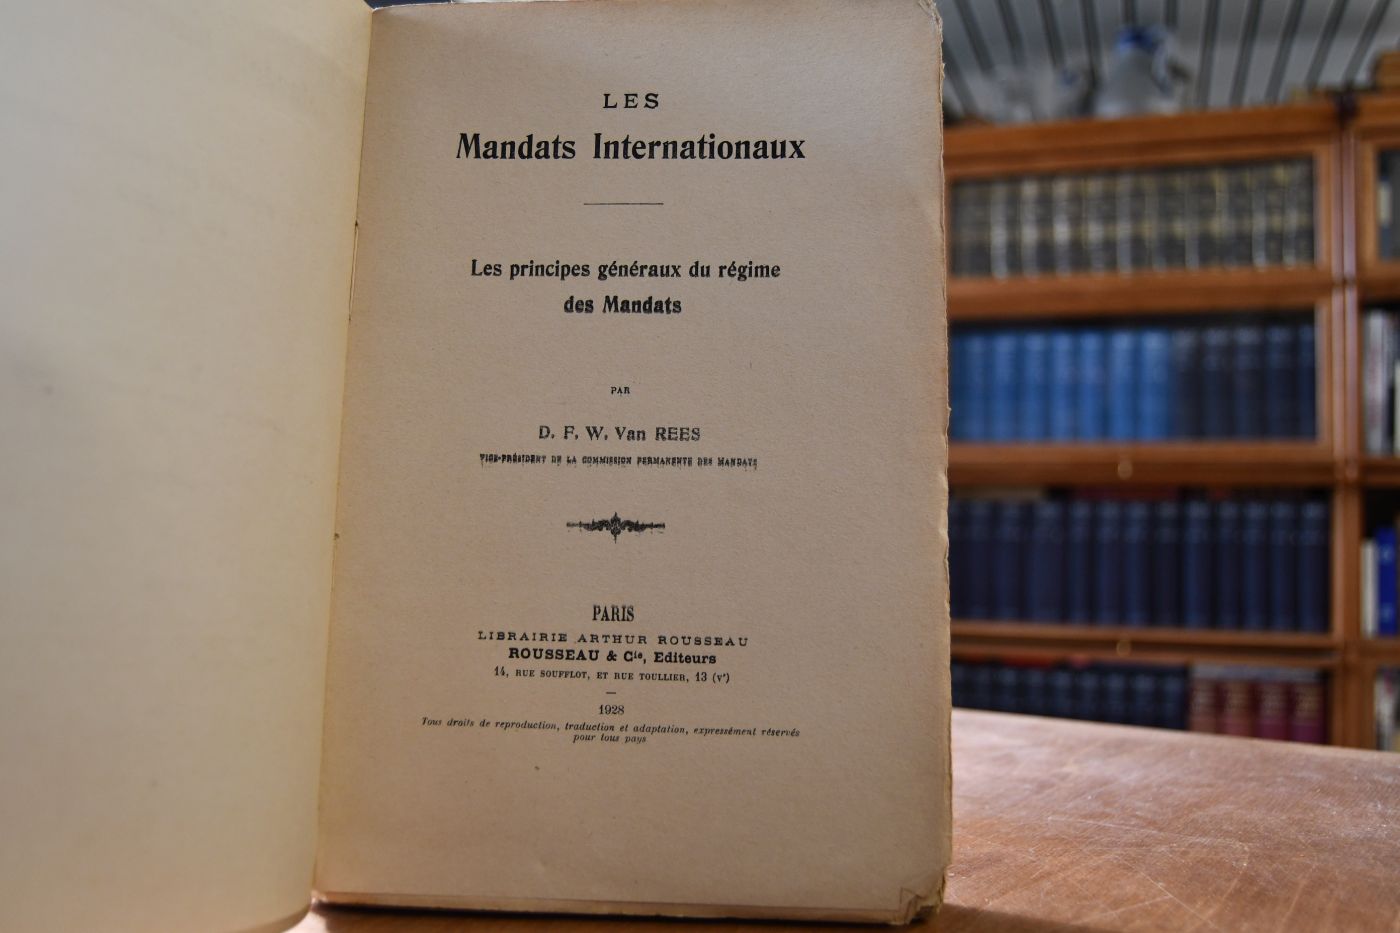 LES
Mandats Internationaux
Les principes généraux du régime
des Mandats
PAR
D. F. W. Van REES
VICE-PRÉSIDENT DE LA COMMISSION PERMANENTE DES MANDATS
PARIS
LIBRAIRIE ARTHUR ROUSSEAU
ROUSSEAU & Cie, Editeurs
14, RUE SOUFFLOT, ET RUE TOULLIER, 13 (Ve)
1928
Tous droits de reproduction, traduction et adaptation, expressément réservés
pour tous pays